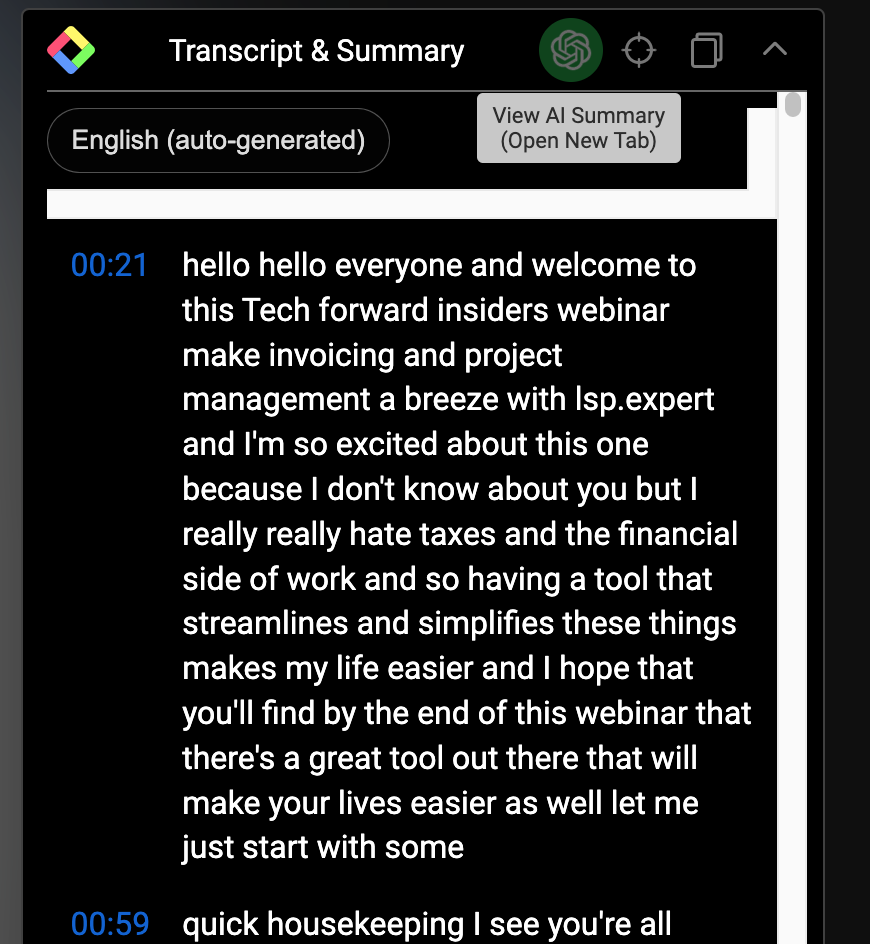 Transcript & Summary
View AI Summary
(Open New Tab)
English (auto-generated)
00:21
hello hello everyone and welcome to
this Tech forward insiders webinar
make invoicing and project
management a breeze with lsp.expert
and I'm so excited about this one
because I don't know about you but I
really really hate taxes and the financial
side of work and so having a tool that
streamlines and simplifies these things
makes my life easier and I hope that
you'll find by the end of this webinar that
there's a great tool out there that will
make your lives easier as well let me
just start with some
00:59
quick housekeeping I see you're all